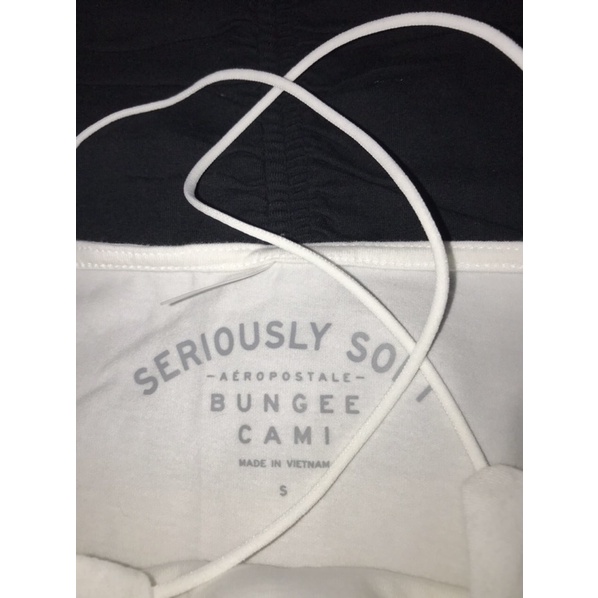 SERIOUSLY
-AÉROPOSTALE-
BUNGEE
CAMI
MADE IN VIETNAM
S